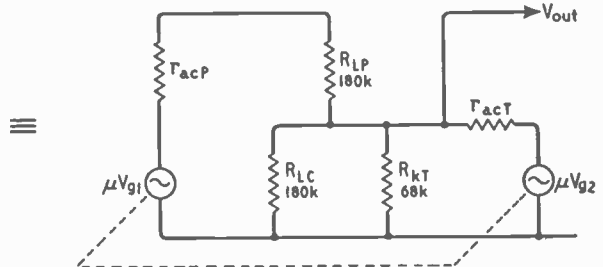 V_out
r_acP
R_LP
180k
r_acT
≡
R_LC
180k
R_kT
68k
μV_g1
μV_g2